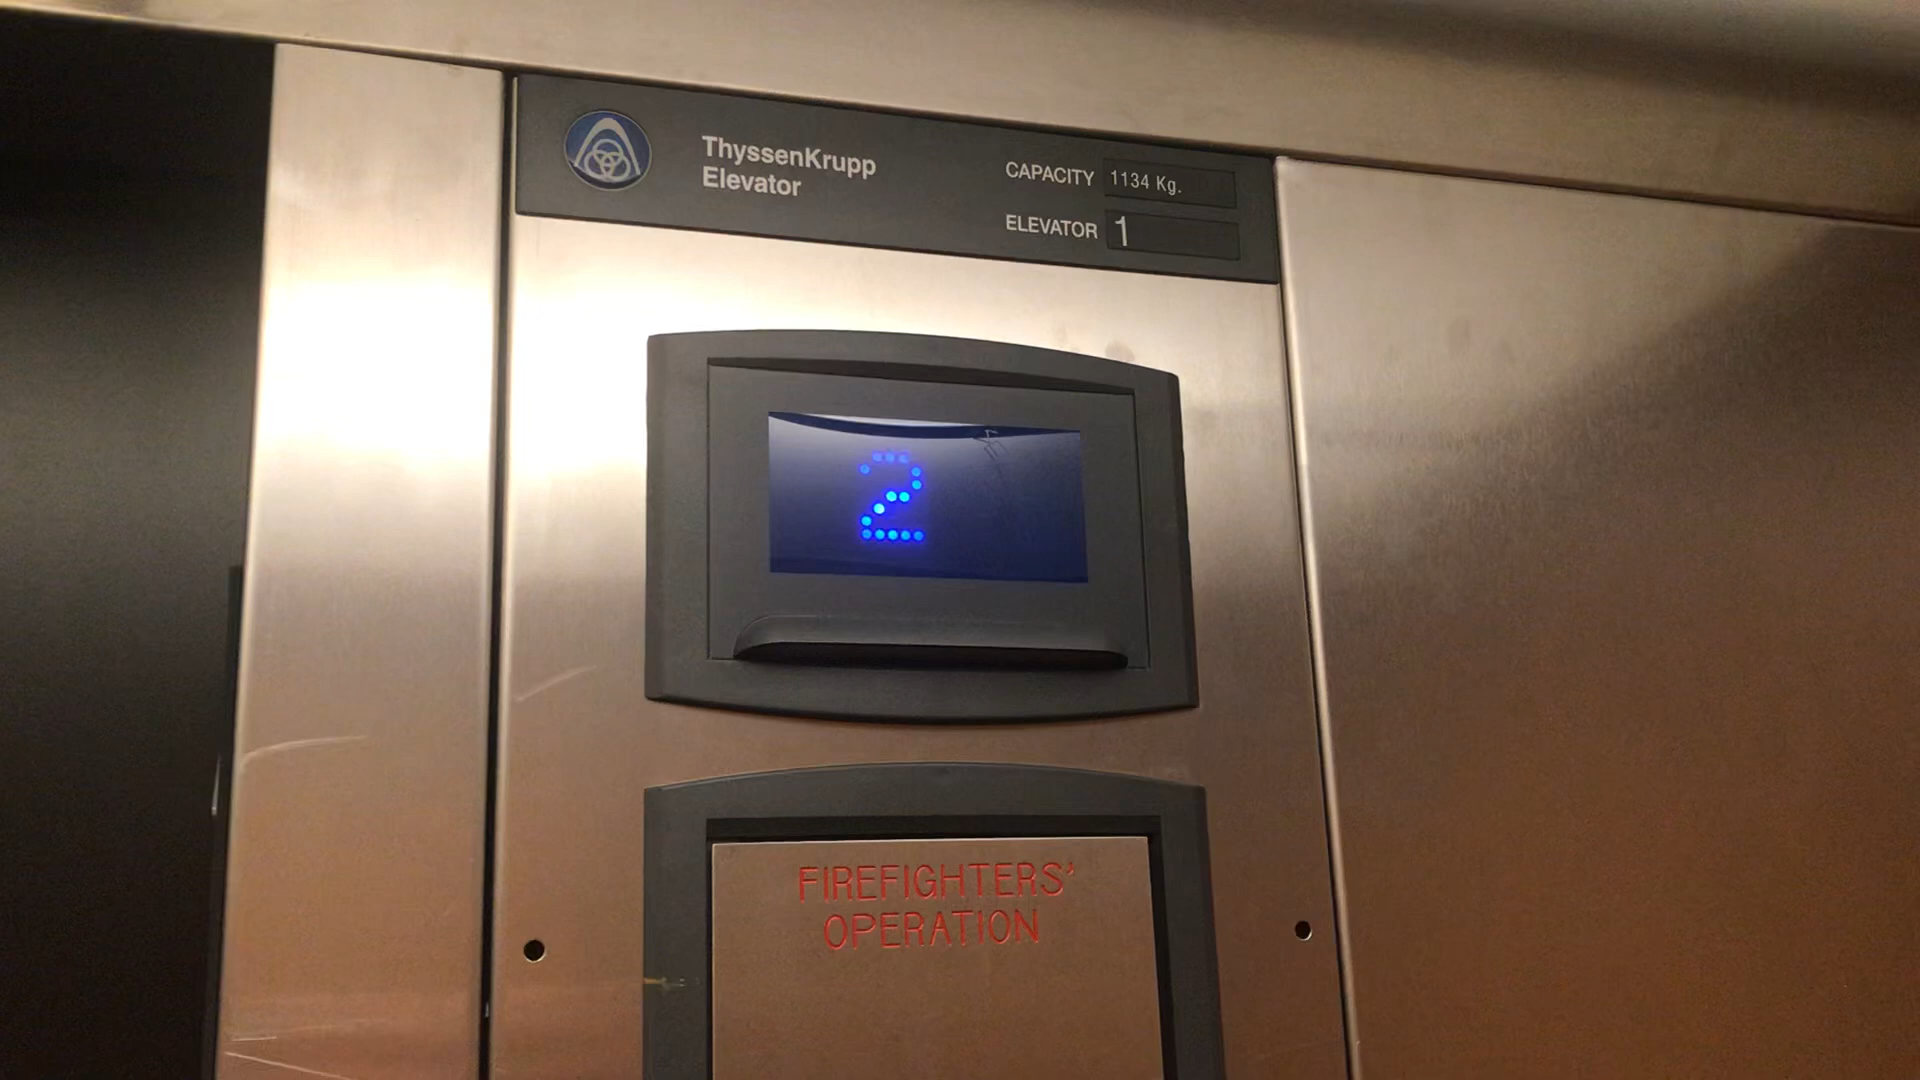 ThyssenKrupp
Elevator
CAPACITY 1134 Kg.
ELEVATOR 1
2
FIREFIGHTERS'
OPERATION